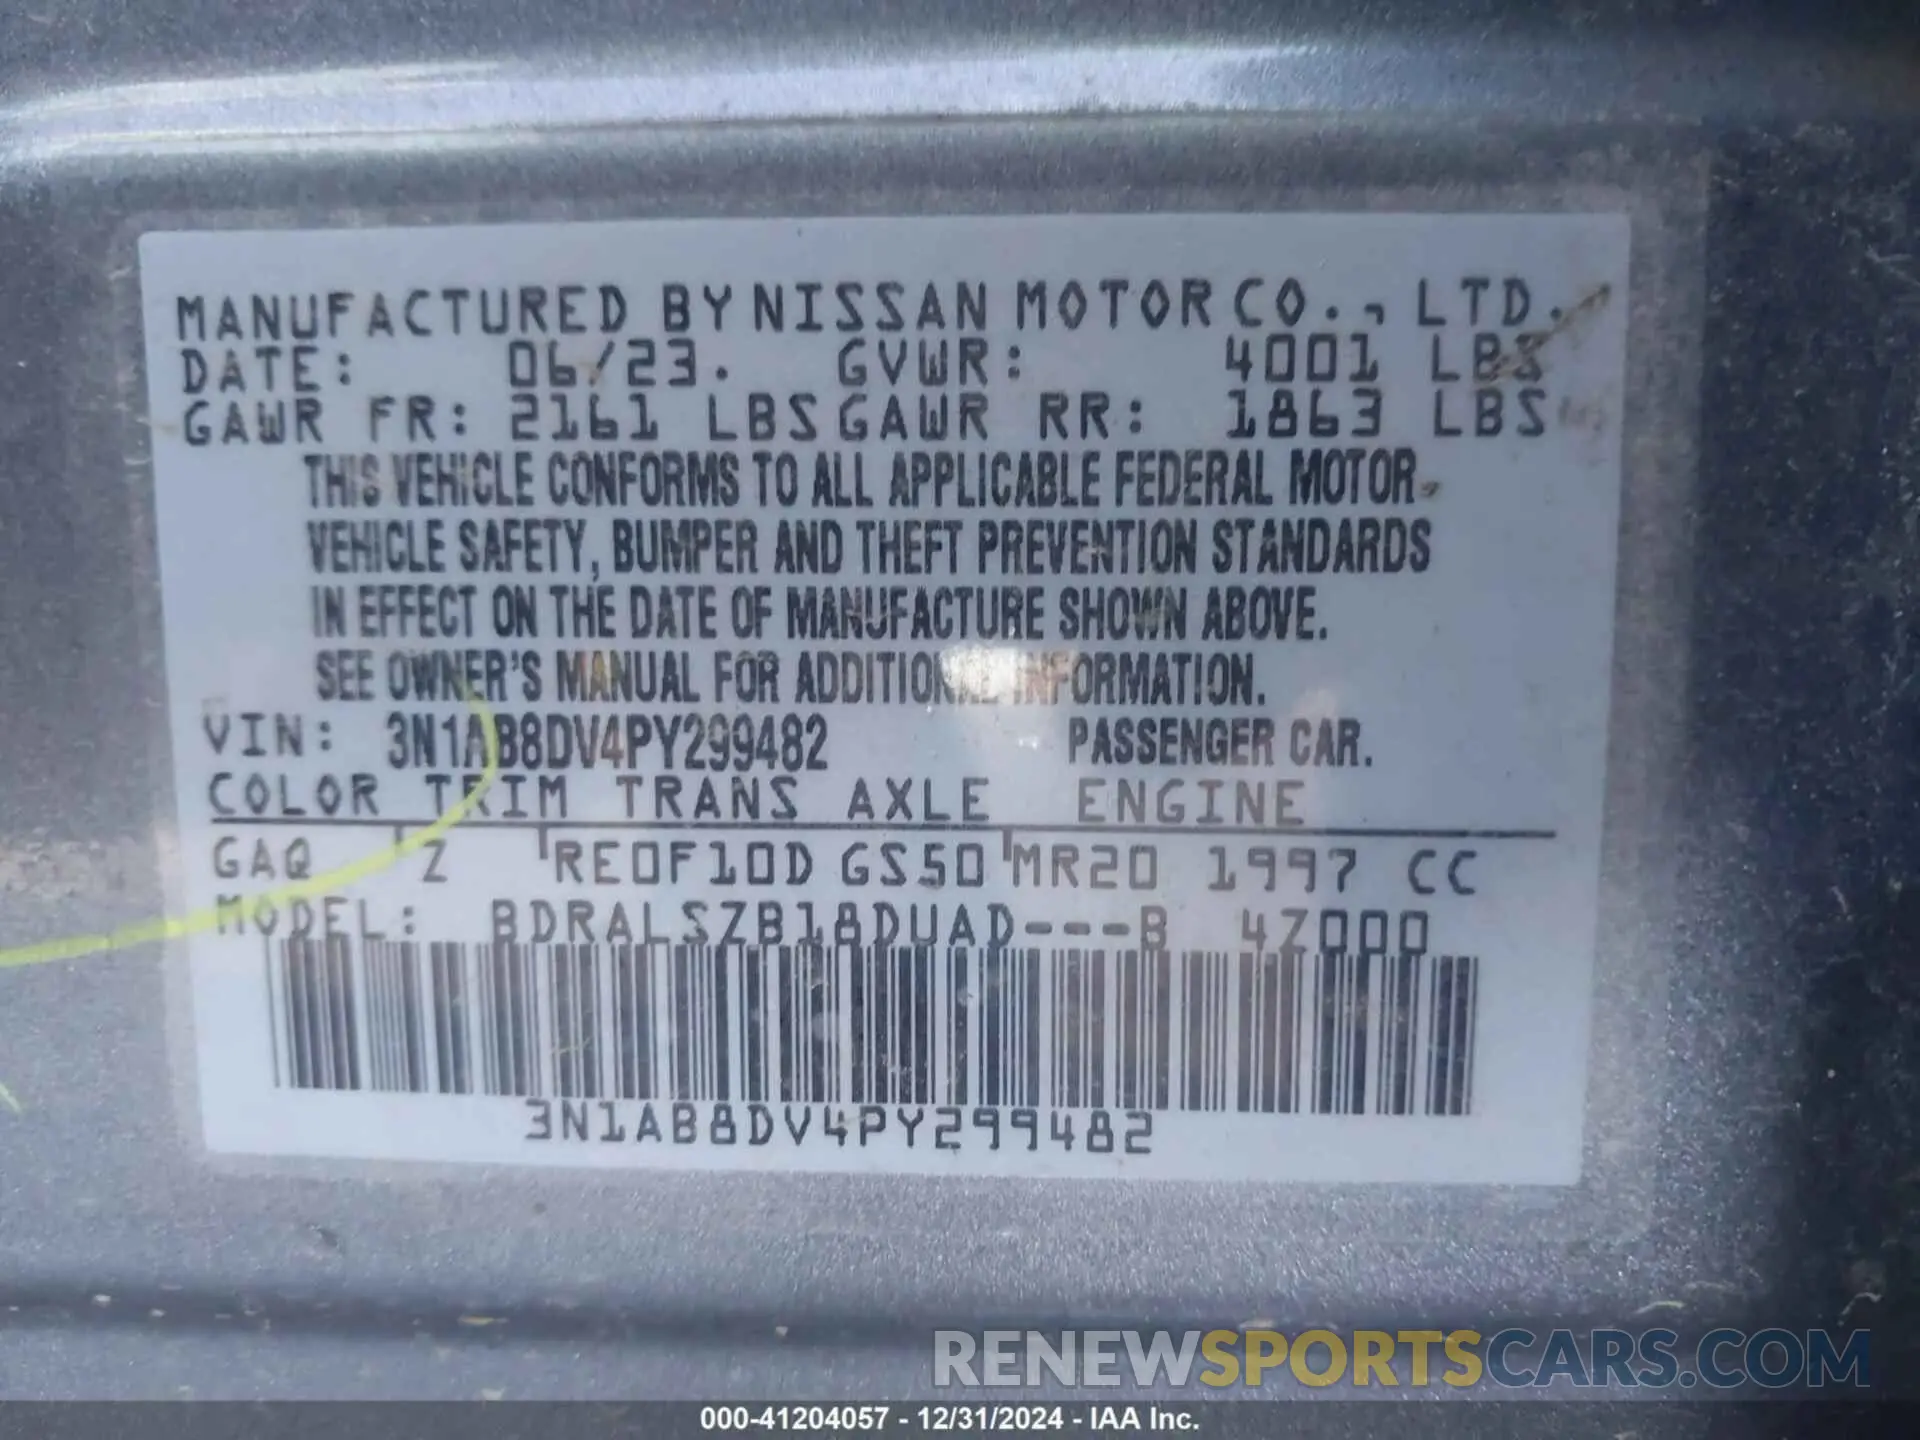 MANUFACTURED BY NISSAN MOTOR CO., LTD.
DATE: 06/23. GVWR: 4001 LBS
GAWR FR: 2161 LBS GAWR RR: 1863 LBS
THIS VEHICLE CONFORMS TO ALL APPLICABLE FEDERAL MOTOR
VEHICLE SAFETY, BUMPER AND THEFT PREVENTION STANDARDS
IN EFFECT ON THE DATE OF MANUFACTURE SHOWN ABOVE.
SEE OWNER'S MANUAL FOR ADDITIONAL INFORMATION.
VIN: 3N1AB8DV4PY299482 PASSENGER CAR.
COLOR TRIM TRANS AXLE ENGINE
GAQ Z RE0F10D GS50 MR20 1997 CC
MODEL: BDRALSZB18DUAD---B 4Z000
3N1AB8DV4PY299482
RENEWSPORTSCARS.COM
000-41204057 - 12/31/2024 - IAA Inc.